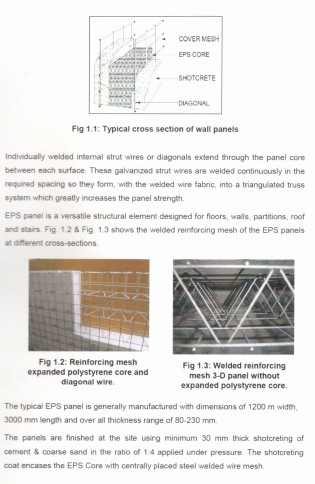 COVER MESH
EPS CORE
SHOTCRETE
DIAGONAL
Fig 1.1: Typical cross section of wall panels
Individually welded internal strut wires or diagonals extend through the panel core
between each surface. These galvanized strut wires are welded continuously in the
required spacing so they form, with the welded wire fabric, into a triangulated truss
system which greatly increases the panel strength.
EPS panel is a versatile structural element designed for floors, walls, partitions, roof
and stairs. Fig. 1.2 & Fig. 1.3 shows the welded reinforcing mesh of the EPS panels
at different cross-sections.
Fig 1.2: Reinforcing mesh
expanded polystyrene core and
diagonal wire.
Fig 1.3: Welded reinforcing
mesh 3-D panel without
expanded polystyrene core.
The typical EPS panel is generally manufactured with dimensions of 1200 m width,
3000 mm length and over all thickness range of 80-230 mm.
The panels are finished at the site using minimum 30 mm thick shotcreting of
cement & coarse sand in the ratio of 1:4 applied under pressure. The shotcreting
coat encases the EPS Core with centrally placed steel welded wire mesh.